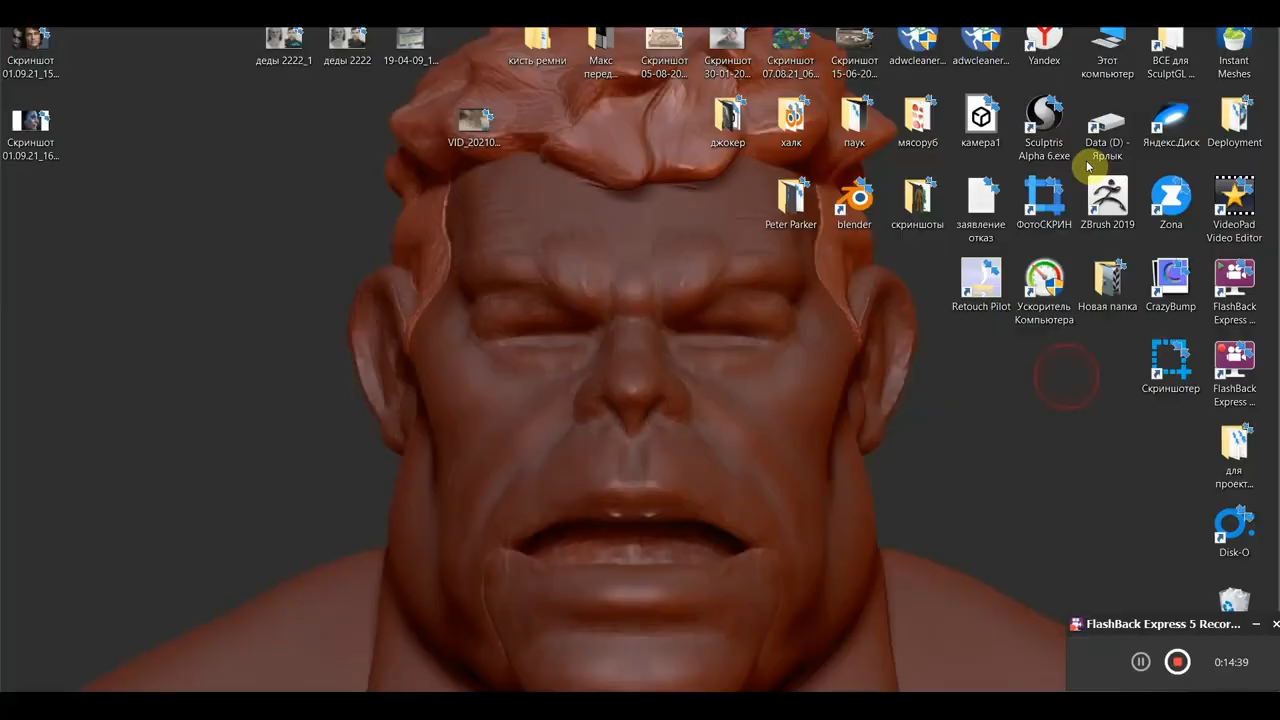 Скриншот
01.09.21_15...
деды 2222_1
деды 2222
19-04-09_1...
кисть ремни
Макс
перед...
Скриншот
05-08-20...
Скриншот
30-01-20...
Скриншот
07.08.21_06...
Скриншот
15-06-20...
adwcleaner...
adwcleaner...
Yandex
Этот
компьютер
ВСЕ для
SculptGL ...
Instant
Meshes
Скриншот
01.09.21_16...
VID_20210...
джокер
халк
паук
мясоруб
камера1
Sculptris
Alpha 6.exe
Data (D) -
Ярлык
Яндекс.Диск
Deployment
Peter Parker
blender
скриншоты
заявление
отказ
ФотоСКРИН
ZBrush 2019
Zona
VideoPad
Video Editor
Retouch Pilot
Ускоритель
Компьютера
Новая папка
CrazyBump
FlashBack
Express ...
Скриншотер
FlashBack
Express ...
для
проект...
Disk-O
FlashBack Express 5 Recor...
0:14:39